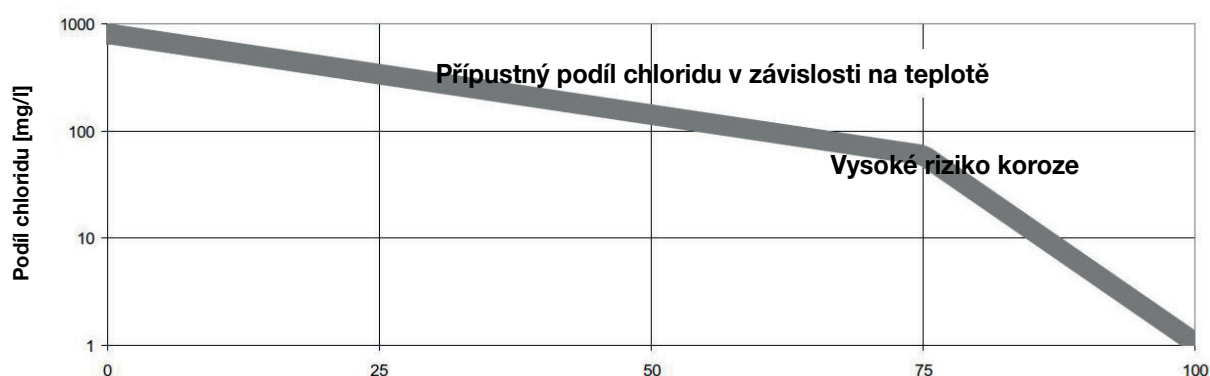 1000
Přípustný podíl chloridu v závislosti na teplotě
100
Vysoké riziko koroze
Podíl chloridu [mg/l]
10
1
0 25 50 75 100